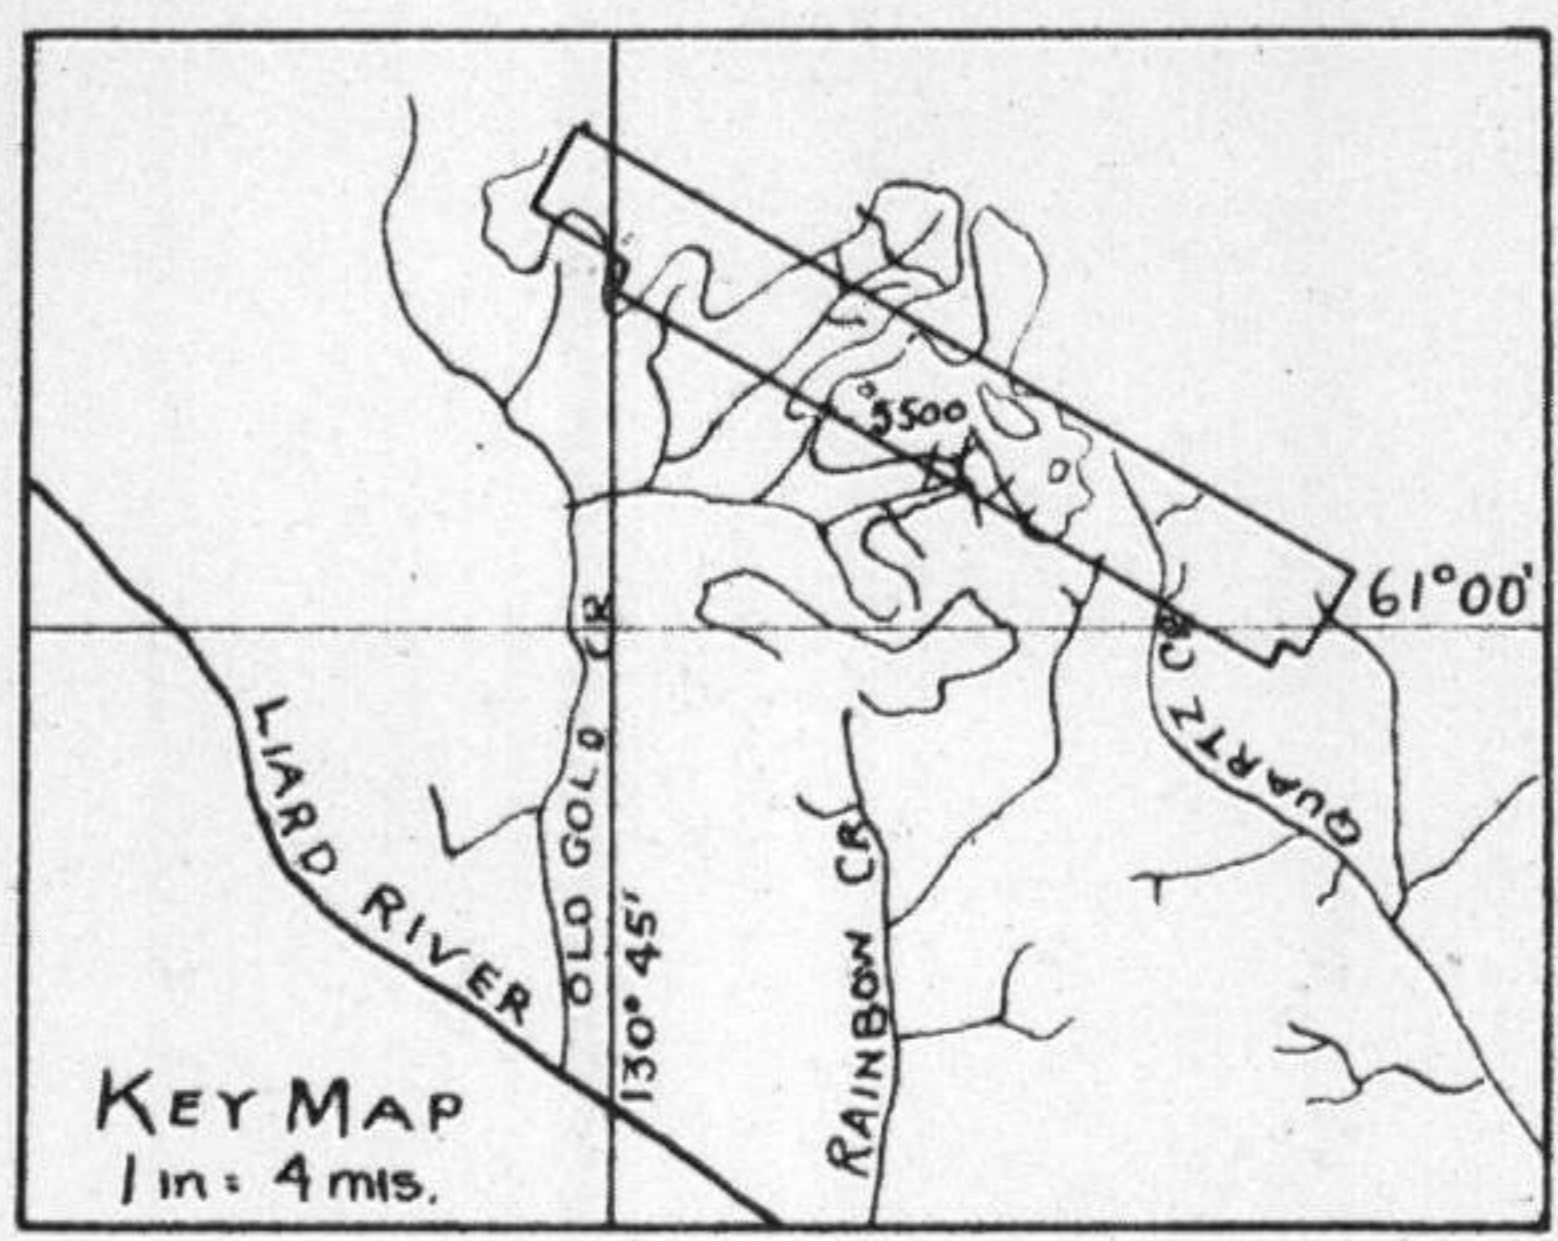 5500
61°00'
QUARTZ CR
OLD GOLD CR
LIARD RIVER
RAINBOW CR
130° 45'
KEY MAP
1 in = 4 mls.